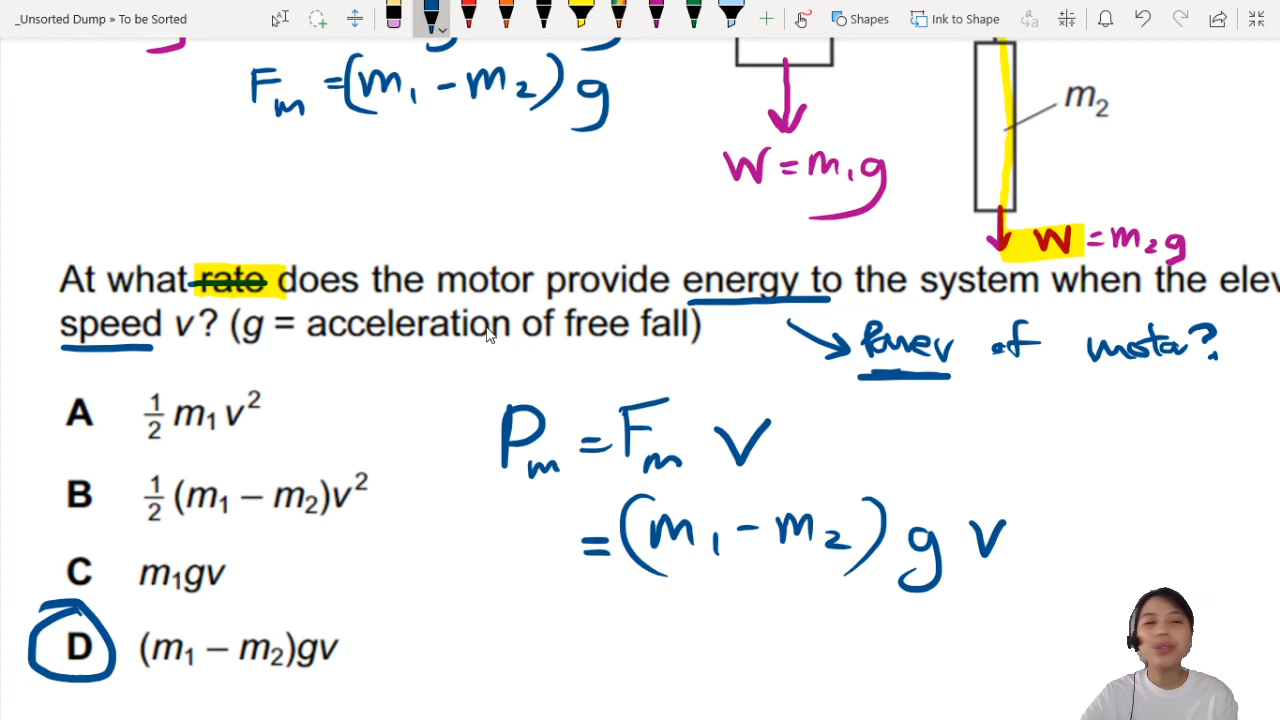 _Unsorted Dump » To be Sorted
Shapes
Ink to Shape
Fm = (m₁ - m₂) g
m₂
W = m₁g
W = m₂g
At what rate does the motor provide energy to the system when the elev
speed v? (g = acceleration of free fall)
Power of motor?
A ½ m₁ v²
B ½ (m₁ – m₂)v²
C m₁gv
D (m₁ – m₂)gv
Pm = Fm v
= (m₁ - m₂) g v